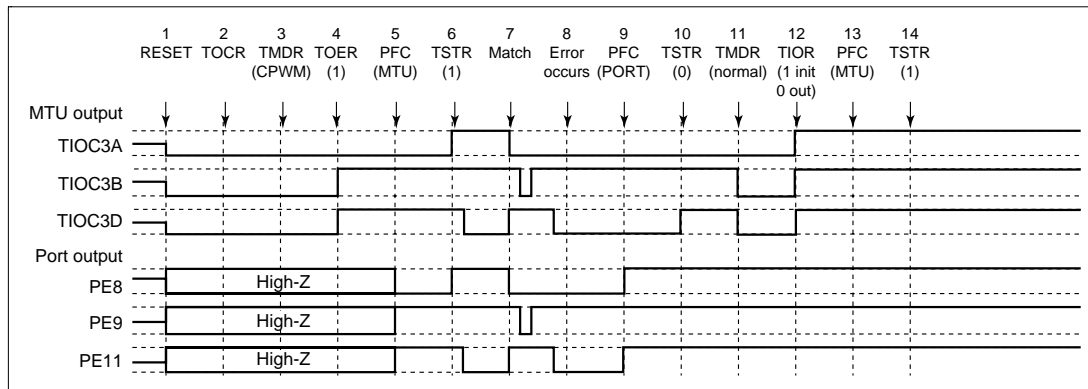 1 2 3 4 5 6 7 8 9 10 11 12 13 14
RESET TOCR TMDR TOER PFC TSTR Match Error PFC TSTR TMDR TIOR PFC TSTR
(CPWM) (1) (MTU) (1) occurs (PORT) (0) (normal) (1 init (MTU) (1)
0 out)
MTU output
TIOC3A
TIOC3B
TIOC3D
Port output
PE8 High-Z
PE9 High-Z
PE11 High-Z